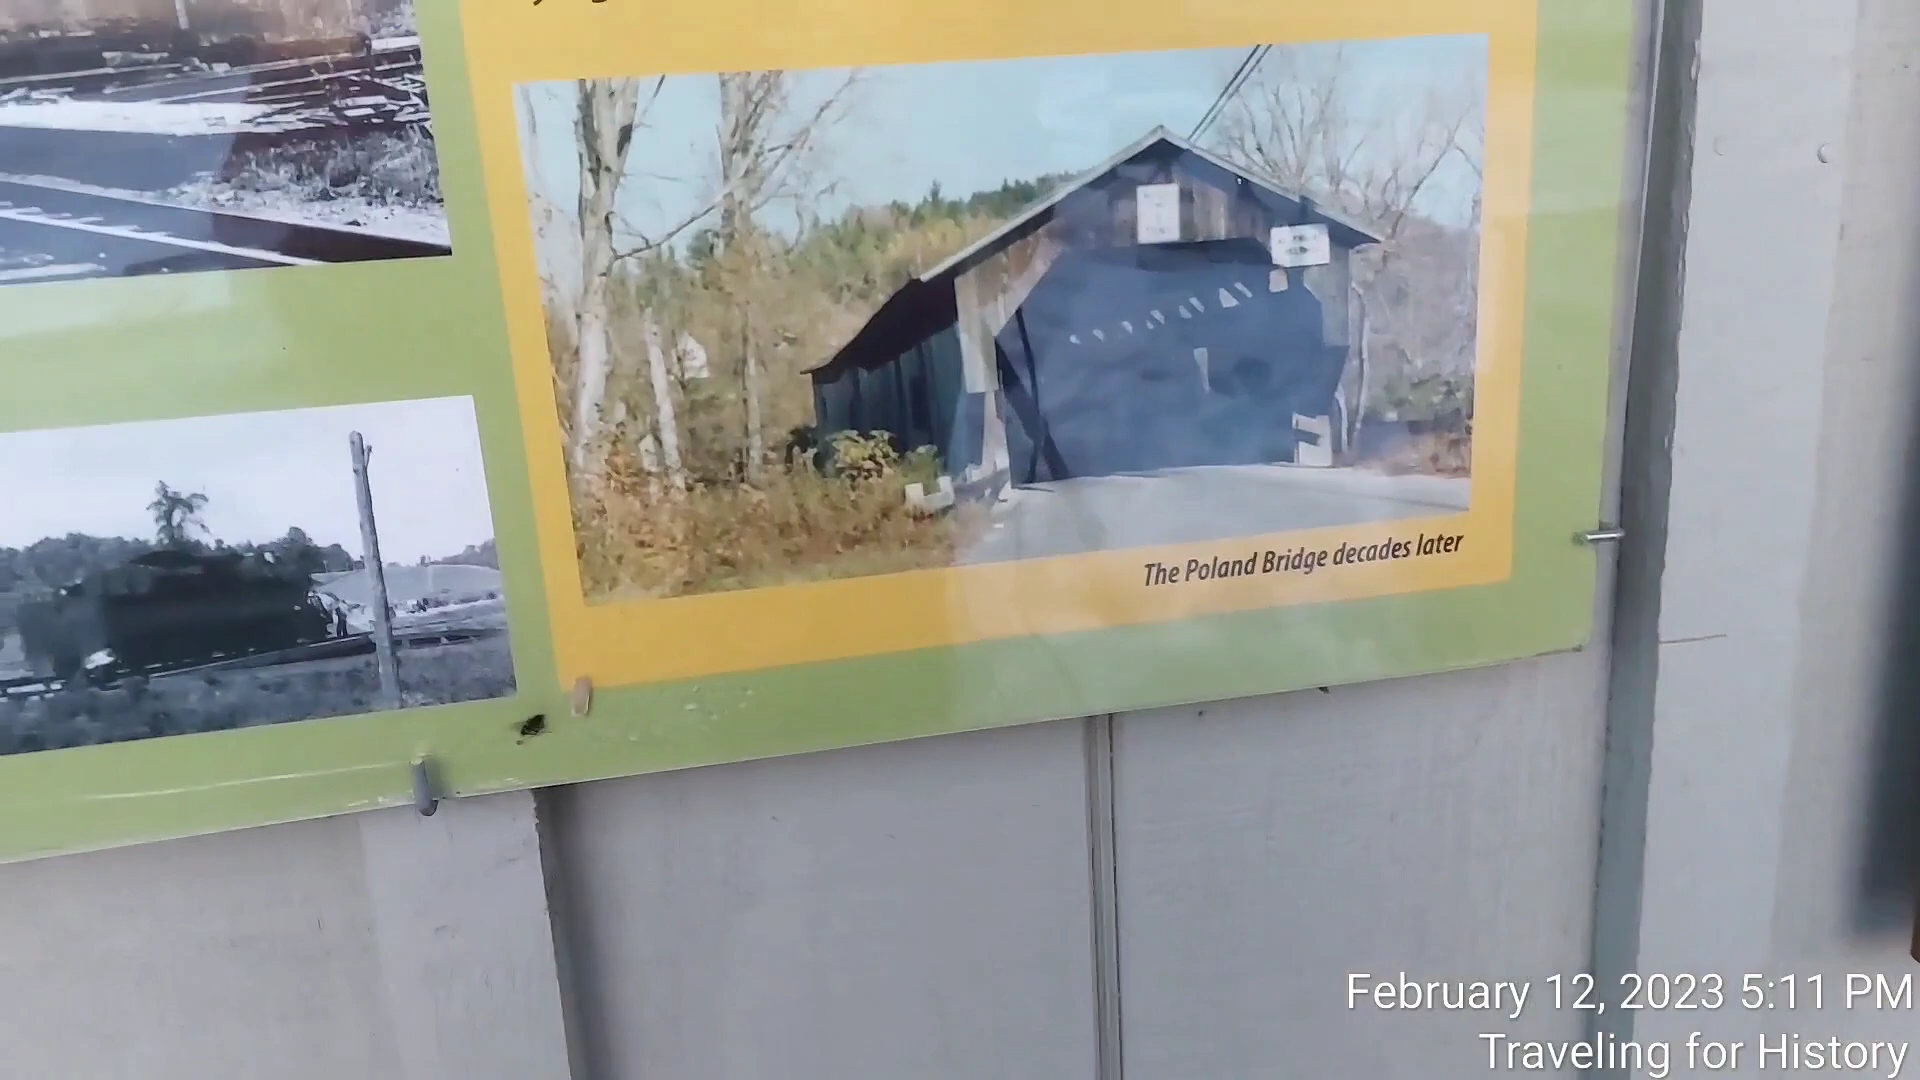 The Poland Bridge decades later
February 12, 2023 5:11 PM
Traveling for History